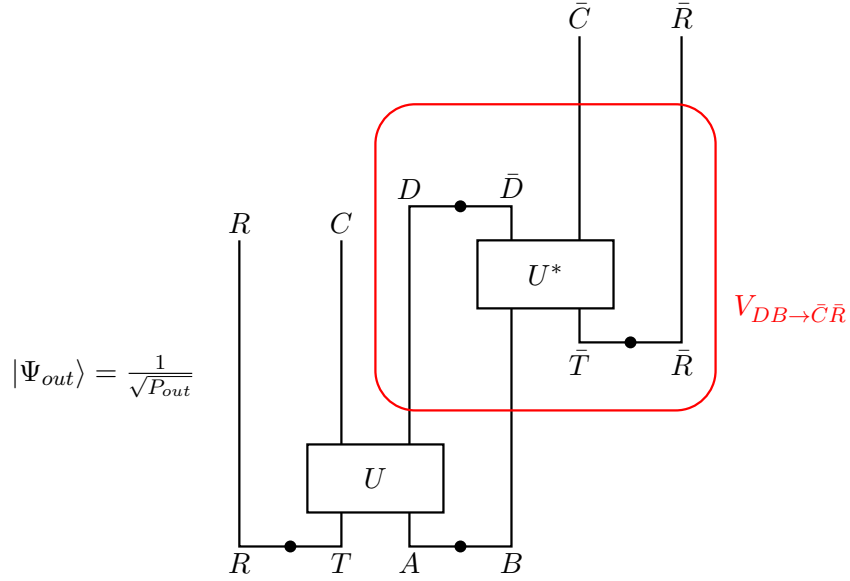 C̄ R̄
D D̄
R C
U*
V_{DB→C̄R̄}
T̄ R̄
|Ψ_{out}⟩ = 1/√P_{out}
U
R T A B